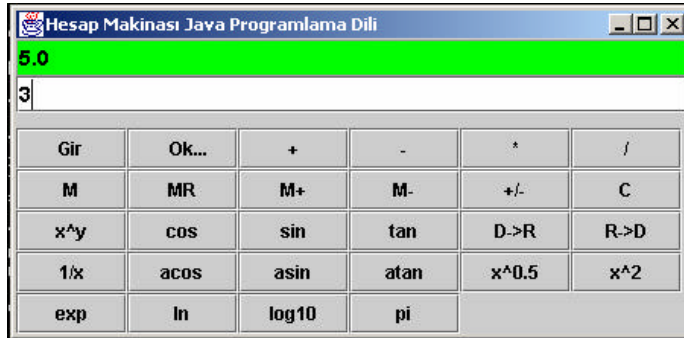 Hesap Makinası Java Programlama Dili
5.0
3
Gir Ok... + - * /
M MR M+ M- +/- C
x^y cos sin tan D->R R->D
1/x acos asin atan x^0.5 x^2
exp ln log10 pi